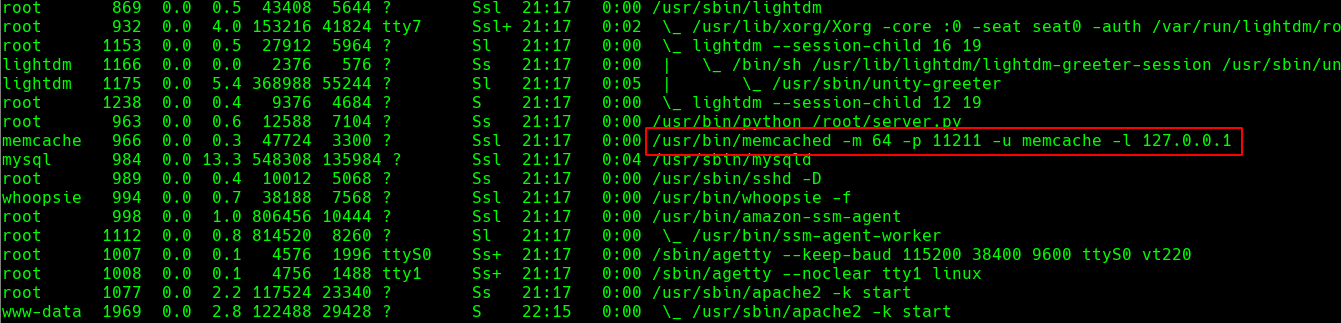 root 869 0.0 0.5 43408 5644 ? Ssl 21:17 0:00 /usr/sbin/lightdm
root 932 0.0 4.0 153216 41824 tty7 Ssl+ 21:17 0:02 \_ /usr/lib/xorg/Xorg -core :0 -seat seat0 -auth /var/run/lightdm/ro
root 1153 0.0 0.5 27912 5964 ? Sl 21:17 0:00 \_ lightdm --session-child 16 19
lightdm 1166 0.0 0.0 2376 576 ? Ss 21:17 0:00 | \_ /bin/sh /usr/lib/lightdm/lightdm-greeter-session /usr/sbin/un
lightdm 1175 0.0 5.4 368988 55244 ? Sl 21:17 0:05 | \_ /usr/sbin/unity-greeter
root 1238 0.0 0.4 9376 4684 ? S 21:17 0:00 \_ lightdm --session-child 12 19
root 963 0.0 0.6 12588 7104 ? Ss 21:17 0:00 /usr/bin/python /root/server.py
memcache 966 0.0 0.3 47724 3300 ? Ssl 21:17 0:00 /usr/bin/memcached -m 64 -p 11211 -u memcache -l 127.0.0.1
mysql 984 0.0 13.3 548308 135984 ? Ssl 21:17 0:04 /usr/sbin/mysqld
root 989 0.0 0.4 10012 5068 ? Ss 21:17 0:00 /usr/sbin/sshd -D
whoopsie 994 0.0 0.7 38188 7568 ? Ssl 21:17 0:00 /usr/bin/whoopsie -f
root 998 0.0 1.0 806456 10444 ? Ssl 21:17 0:00 /usr/bin/amazon-ssm-agent
root 1112 0.0 0.8 814520 8260 ? Sl 21:17 0:00 \_ /usr/bin/ssm-agent-worker
root 1007 0.0 0.1 4576 1996 ttyS0 Ss+ 21:17 0:00 /sbin/agetty --keep-baud 115200 38400 9600 ttyS0 vt220
root 1008 0.0 0.1 4756 1488 tty1 Ss+ 21:17 0:00 /sbin/agetty --noclear tty1 linux
root 1077 0.0 2.2 117524 23340 ? Ss 21:17 0:00 /usr/sbin/apache2 -k start
www-data 1969 0.0 2.8 122488 29428 ? S 22:15 0:00 \_ /usr/sbin/apache2 -k start